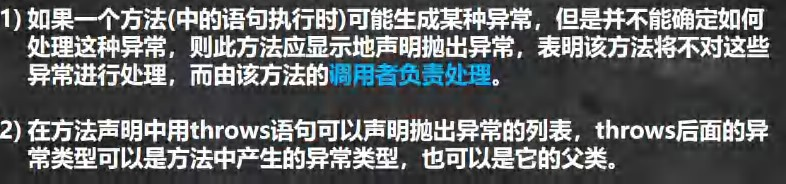 1) 如果一个方法(中的语句执行时)可能生成某种异常，但是并不能确定如何
处理这种异常，则此方法应显示地声明抛出异常，表明该方法将不对这些
异常进行处理，而由该方法的调用者负责处理。
2) 在方法声明中用throws语句可以声明抛出异常的列表，throws后面的异
常类型可以是方法中产生的异常类型，也可以是它的父类。